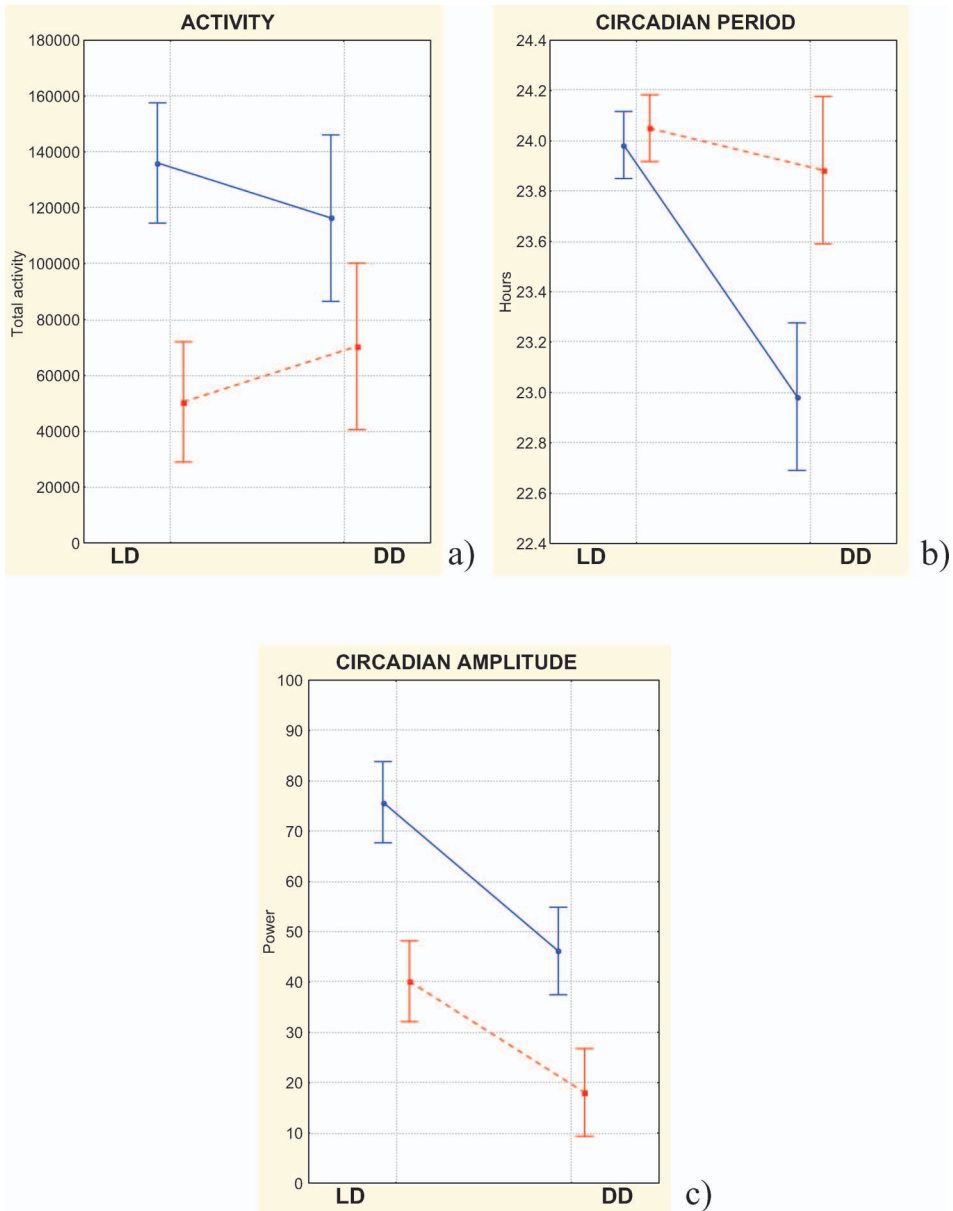 ACTIVITY
180000
160000
140000
120000
100000
80000
60000
40000
20000
0
Total activity
LD DD
a)
CIRCADIAN PERIOD
24.4
24.2
24.0
23.8
23.6
23.4
23.2
23.0
22.8
22.6
22.4
Hours
LD DD
b)
CIRCADIAN AMPLITUDE
100
90
80
70
60
50
40
30
20
10
0
Power
LD DD
c)